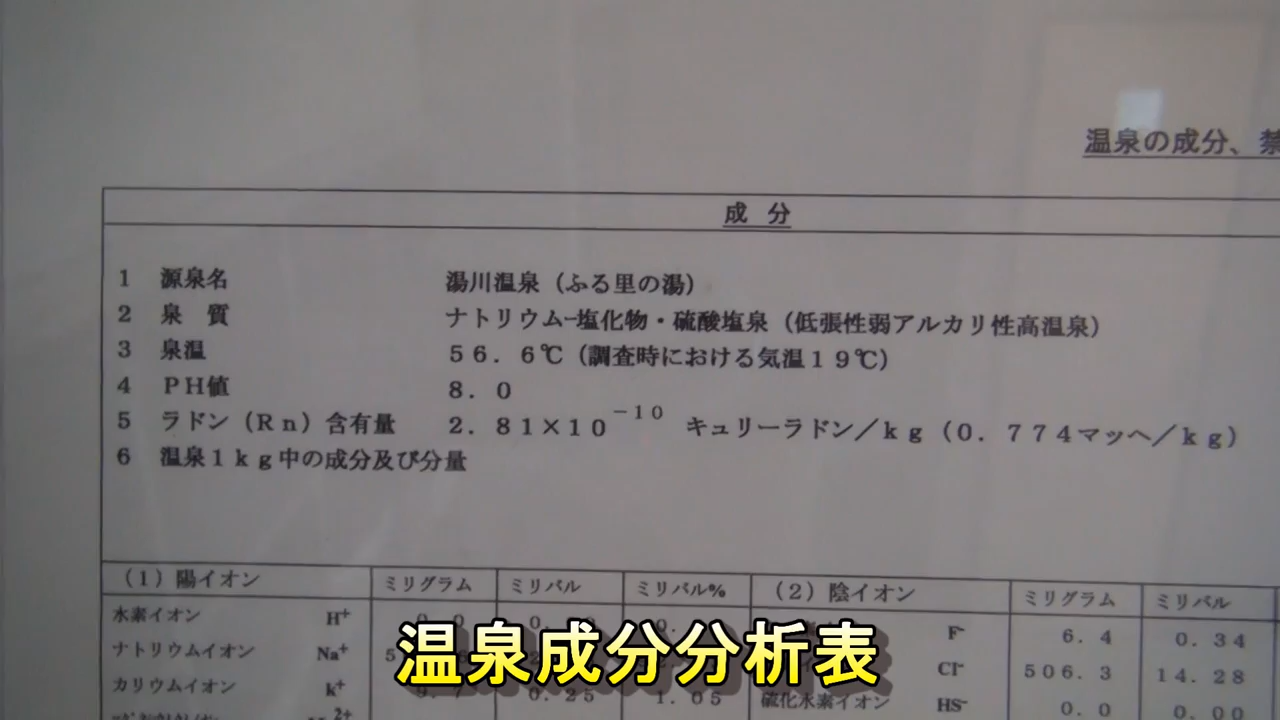 温泉の成分、禁
成 分
1 源泉名 湯川温泉（ふる里の湯）
2 泉 質 ナトリウム-塩化物・硫酸塩泉（低張性弱アルカリ性高温泉）
3 泉温 56.6℃（調査時における気温19℃）
4 PH値 8.0
5 ラドン（Rn）含有量 2.81×10⁻¹⁰ キュリーラドン／kg（0.774マッヘ／kg）
6 温泉1kg中の成分及び分量
（1）陽イオン ミリグラム ミリバル ミリバル% （2）陰イオン ミリグラム ミリバル
水素イオン H⁺ F⁻ 6.4 0.34
ナトリウムイオン Na⁺ Cl⁻ 506.3 14.28
カリウムイオン k⁺ 9.7 0.25 1.05 硫化水素イオン HS⁻ 0.0 0.00
温泉成分分析表